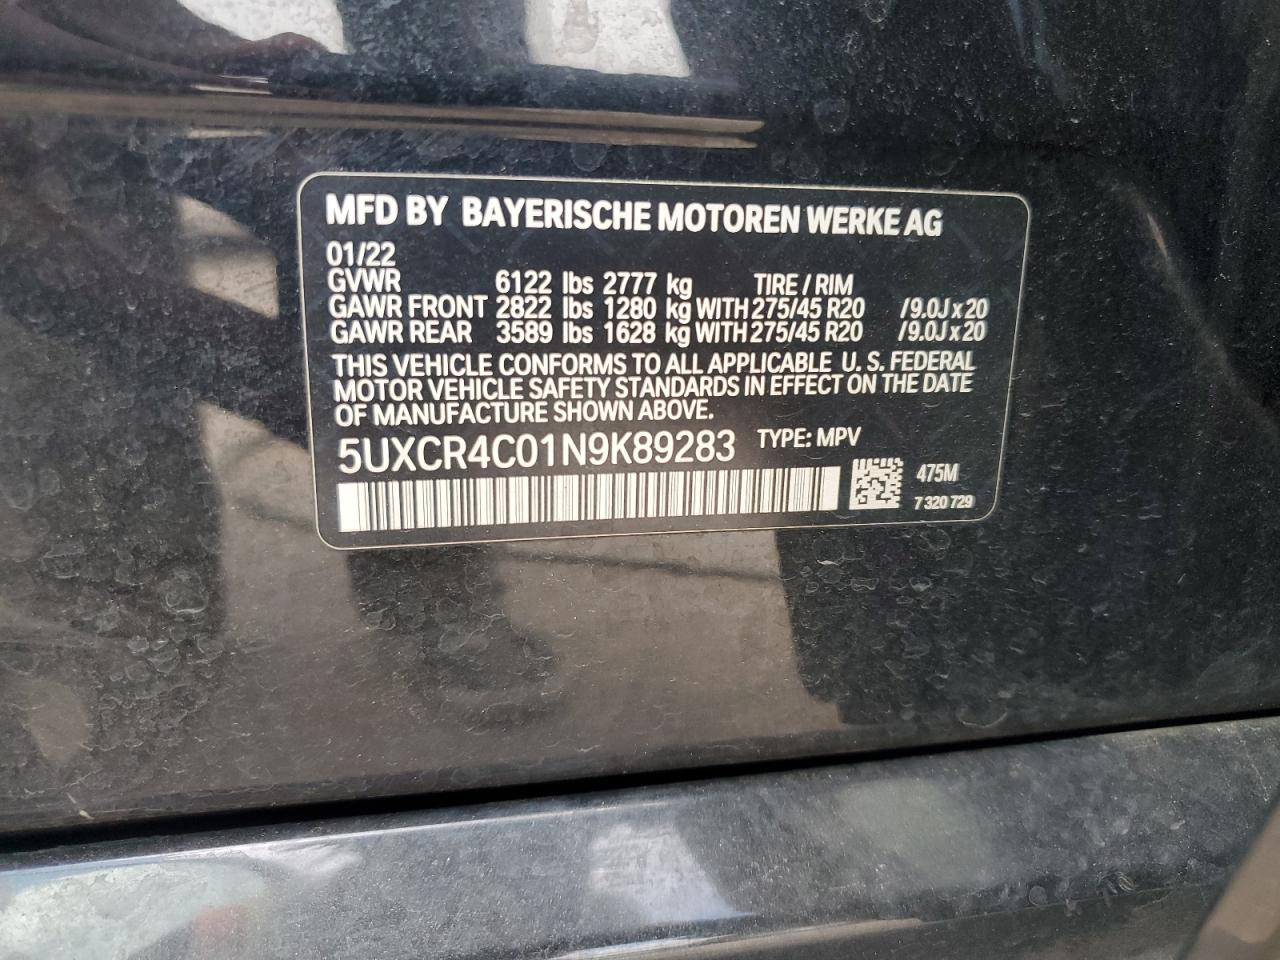 MFD BY BAYERISCHE MOTOREN WERKE AG
01/22
GVWR 6122 lbs 2777 kg TIRE / RIM
GAWR FRONT 2822 lbs 1280 kg WITH 275/45 R20 /9.0J x 20
GAWR REAR 3589 lbs 1628 kg WITH 275/45 R20 /9.0J x 20
THIS VEHICLE CONFORMS TO ALL APPLICABLE U. S. FEDERAL
MOTOR VEHICLE SAFETY STANDARDS IN EFFECT ON THE DATE
OF MANUFACTURE SHOWN ABOVE.
5UXCR4C01N9K89283 TYPE: MPV
475M
7 320 729